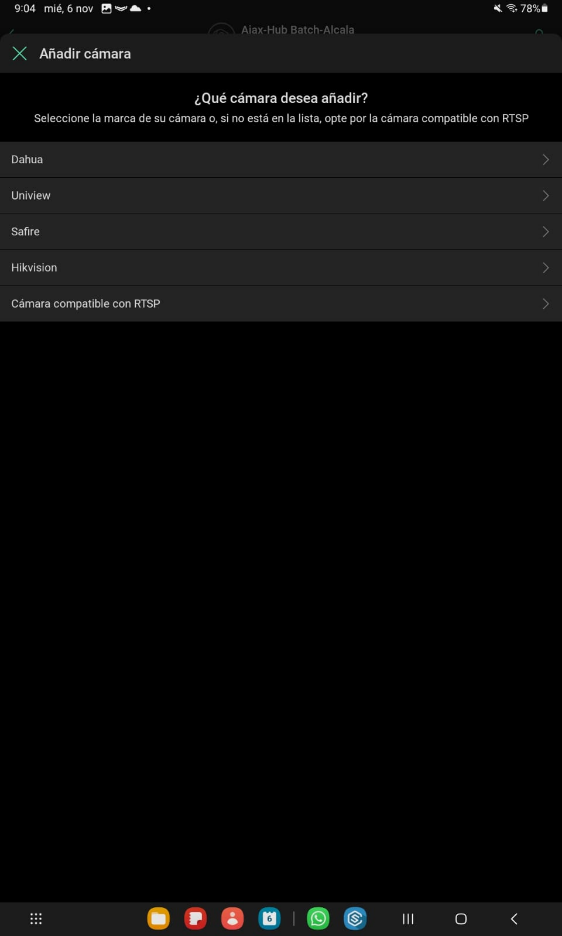 9:04 mié, 6 nov
78%
Ajax-Hub Batch-Alcala
Añadir cámara
¿Qué cámara desea añadir?
Seleccione la marca de su cámara o, si no está en la lista, opte por la cámara compatible con RTSP
Dahua
Uniview
Safire
Hikvision
Cámara compatible con RTSP
6